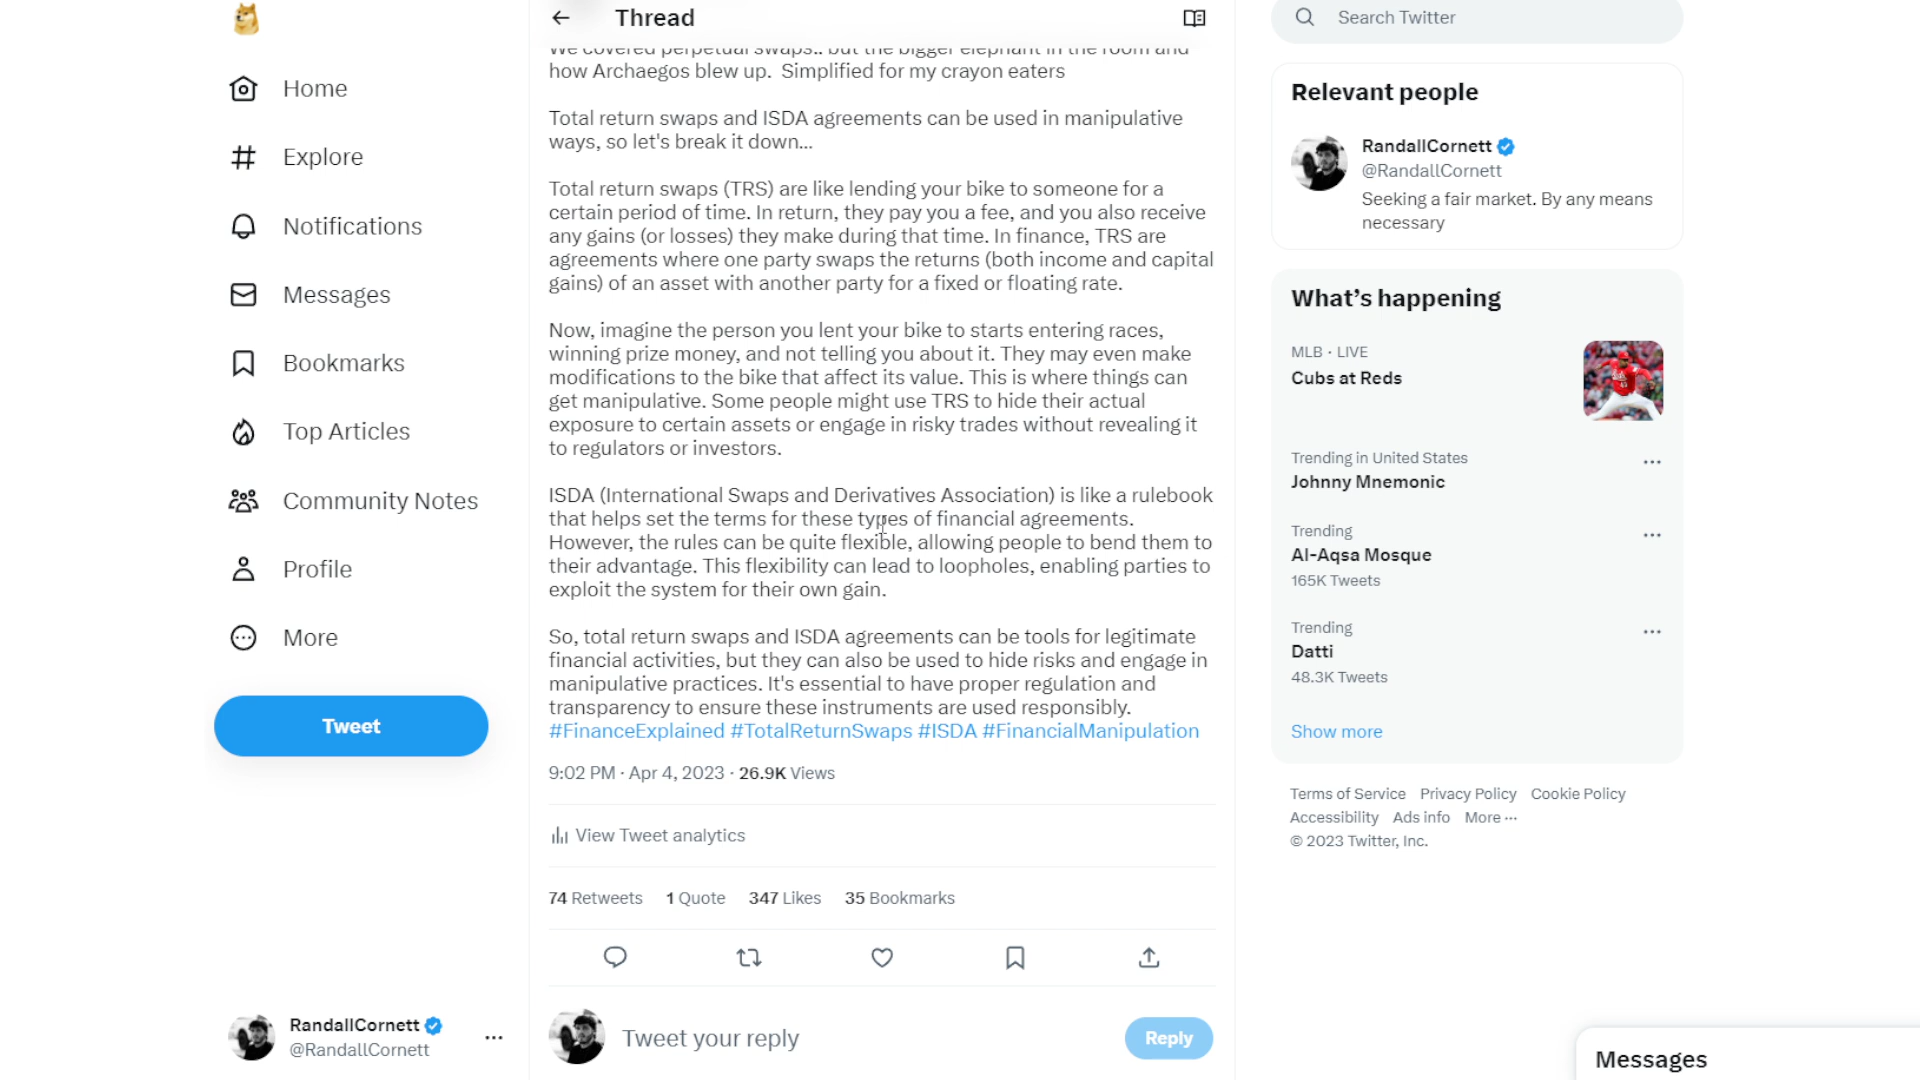 Home
Explore
Notifications
Messages
Bookmarks
Top Articles
Community Notes
Profile
More
Tweet
RandallCornett
@RandallCornett
Thread
We covered perpetual swaps.. but the bigger elephant in the room and
how Archaegos blew up.  Simplified for my crayon eaters
Total return swaps and ISDA agreements can be used in manipulative
ways, so let's break it down...
Total return swaps (TRS) are like lending your bike to someone for a
certain period of time. In return, they pay you a fee, and you also receive
any gains (or losses) they make during that time. In finance, TRS are
agreements where one party swaps the returns (both income and capital
gains) of an asset with another party for a fixed or floating rate.
Now, imagine the person you lent your bike to starts entering races,
winning prize money, and not telling you about it. They may even make
modifications to the bike that affect its value. This is where things can
get manipulative. Some people might use TRS to hide their actual
exposure to certain assets or engage in risky trades without revealing it
to regulators or investors.
ISDA (International Swaps and Derivatives Association) is like a rulebook
that helps set the terms for these types of financial agreements.
However, the rules can be quite flexible, allowing people to bend them to
their advantage. This flexibility can lead to loopholes, enabling parties to
exploit the system for their own gain.
So, total return swaps and ISDA agreements can be tools for legitimate
financial activities, but they can also be used to hide risks and engage in
manipulative practices. It's essential to have proper regulation and
transparency to ensure these instruments are used responsibly.
#FinanceExplained #TotalReturnSwaps #ISDA #FinancialManipulation
9:02 PM · Apr 4, 2023 · 26.9K Views
View Tweet analytics
74 Retweets 1 Quote 347 Likes 35 Bookmarks
Tweet your reply
Reply
Search Twitter
Relevant people
RandallCornett
@RandallCornett
Seeking a fair market. By any means
necessary
What's happening
MLB · LIVE
Cubs at Reds
Trending in United States
Johnny Mnemonic
Trending
Al-Aqsa Mosque
165K Tweets
Trending
Datti
48.3K Tweets
Show more
Terms of Service Privacy Policy Cookie Policy
Accessibility Ads info More ···
© 2023 Twitter, Inc.
Messages